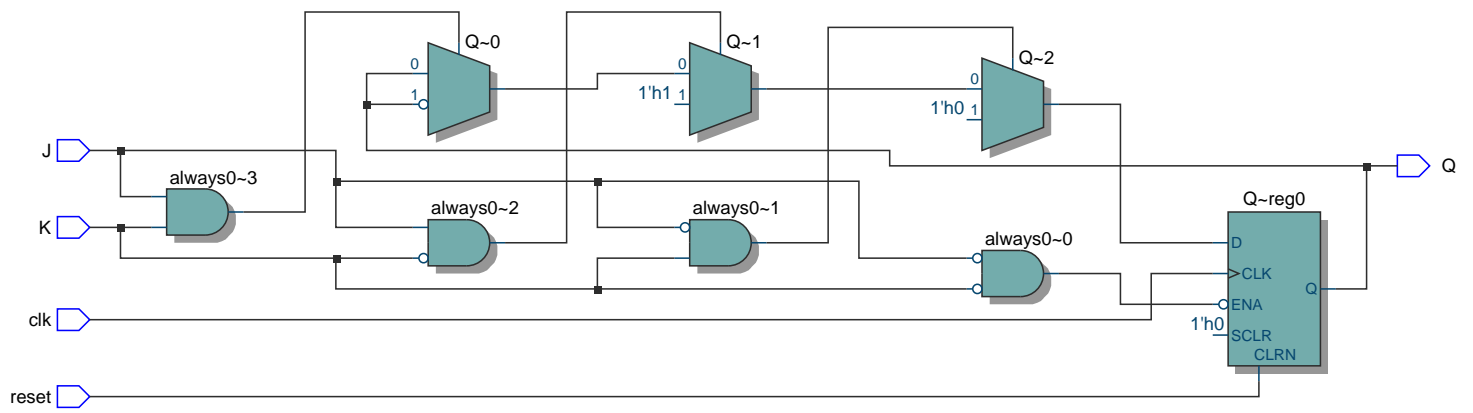 Q~0
Q~1
Q~2
0
1
0
1'h1
1
0
1'h0
1
J
K
clk
reset
always0~3
always0~2
always0~1
always0~0
Q~reg0
D
CLK
ENA
1'h0
SCLR
CLRN
Q
Q